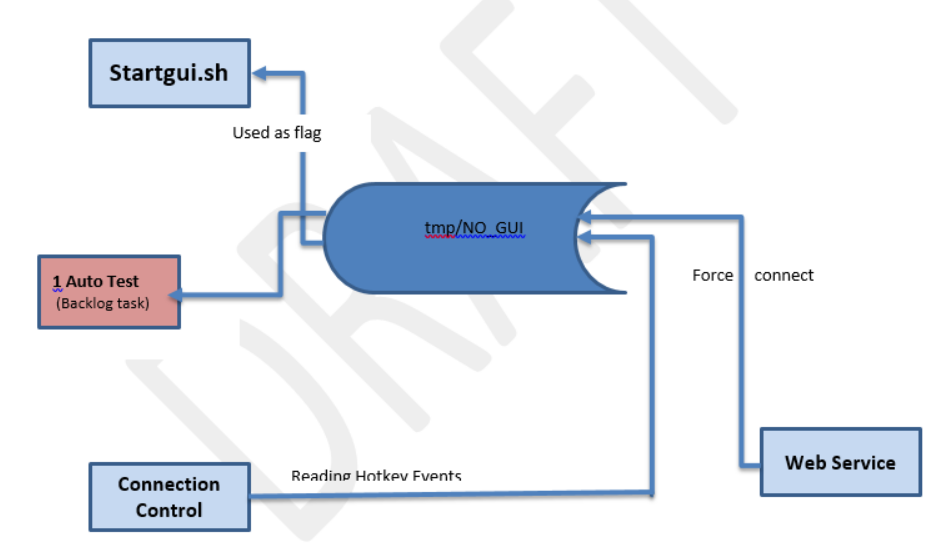 DRAFT
Startgui.sh
Used as flag
tmp/NO_GUI
1 Auto Test
(Backlog task)
Force connect
Web Service
Reading Hotkey Events
Connection
Control